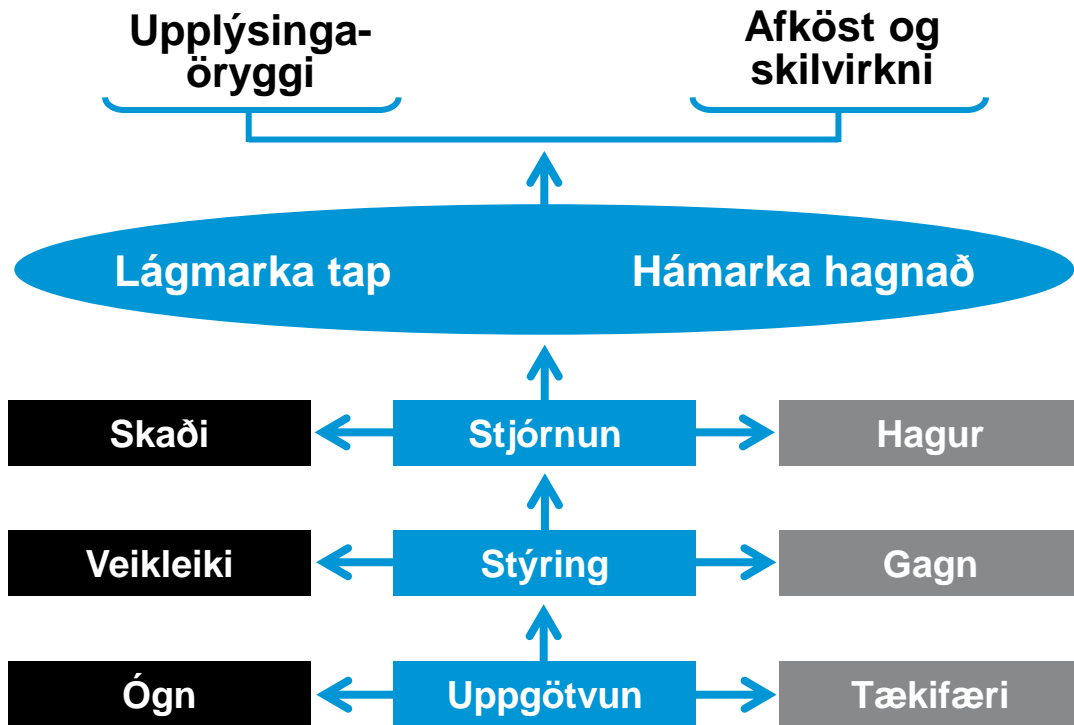 Upplýsinga-
öryggi
Afköst og
skilvirkni
Lágmarka tap
Hámarka hagnað
Skaði
Stjórnun
Hagur
Veikleiki
Stýring
Gagn
Ógn
Uppgötvun
Tækifæri